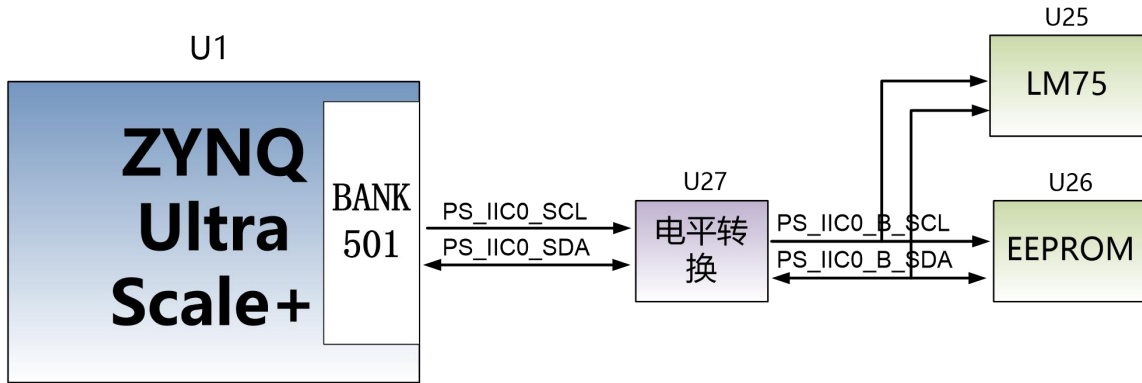 U1
ZYNQ
Ultra
Scale+
BANK
501
PS_IIC0_SCL
PS_IIC0_SDA
U27
电平转
换
PS_IIC0_B_SCL
PS_IIC0_B_SDA
U25
LM75
U26
EEPROM